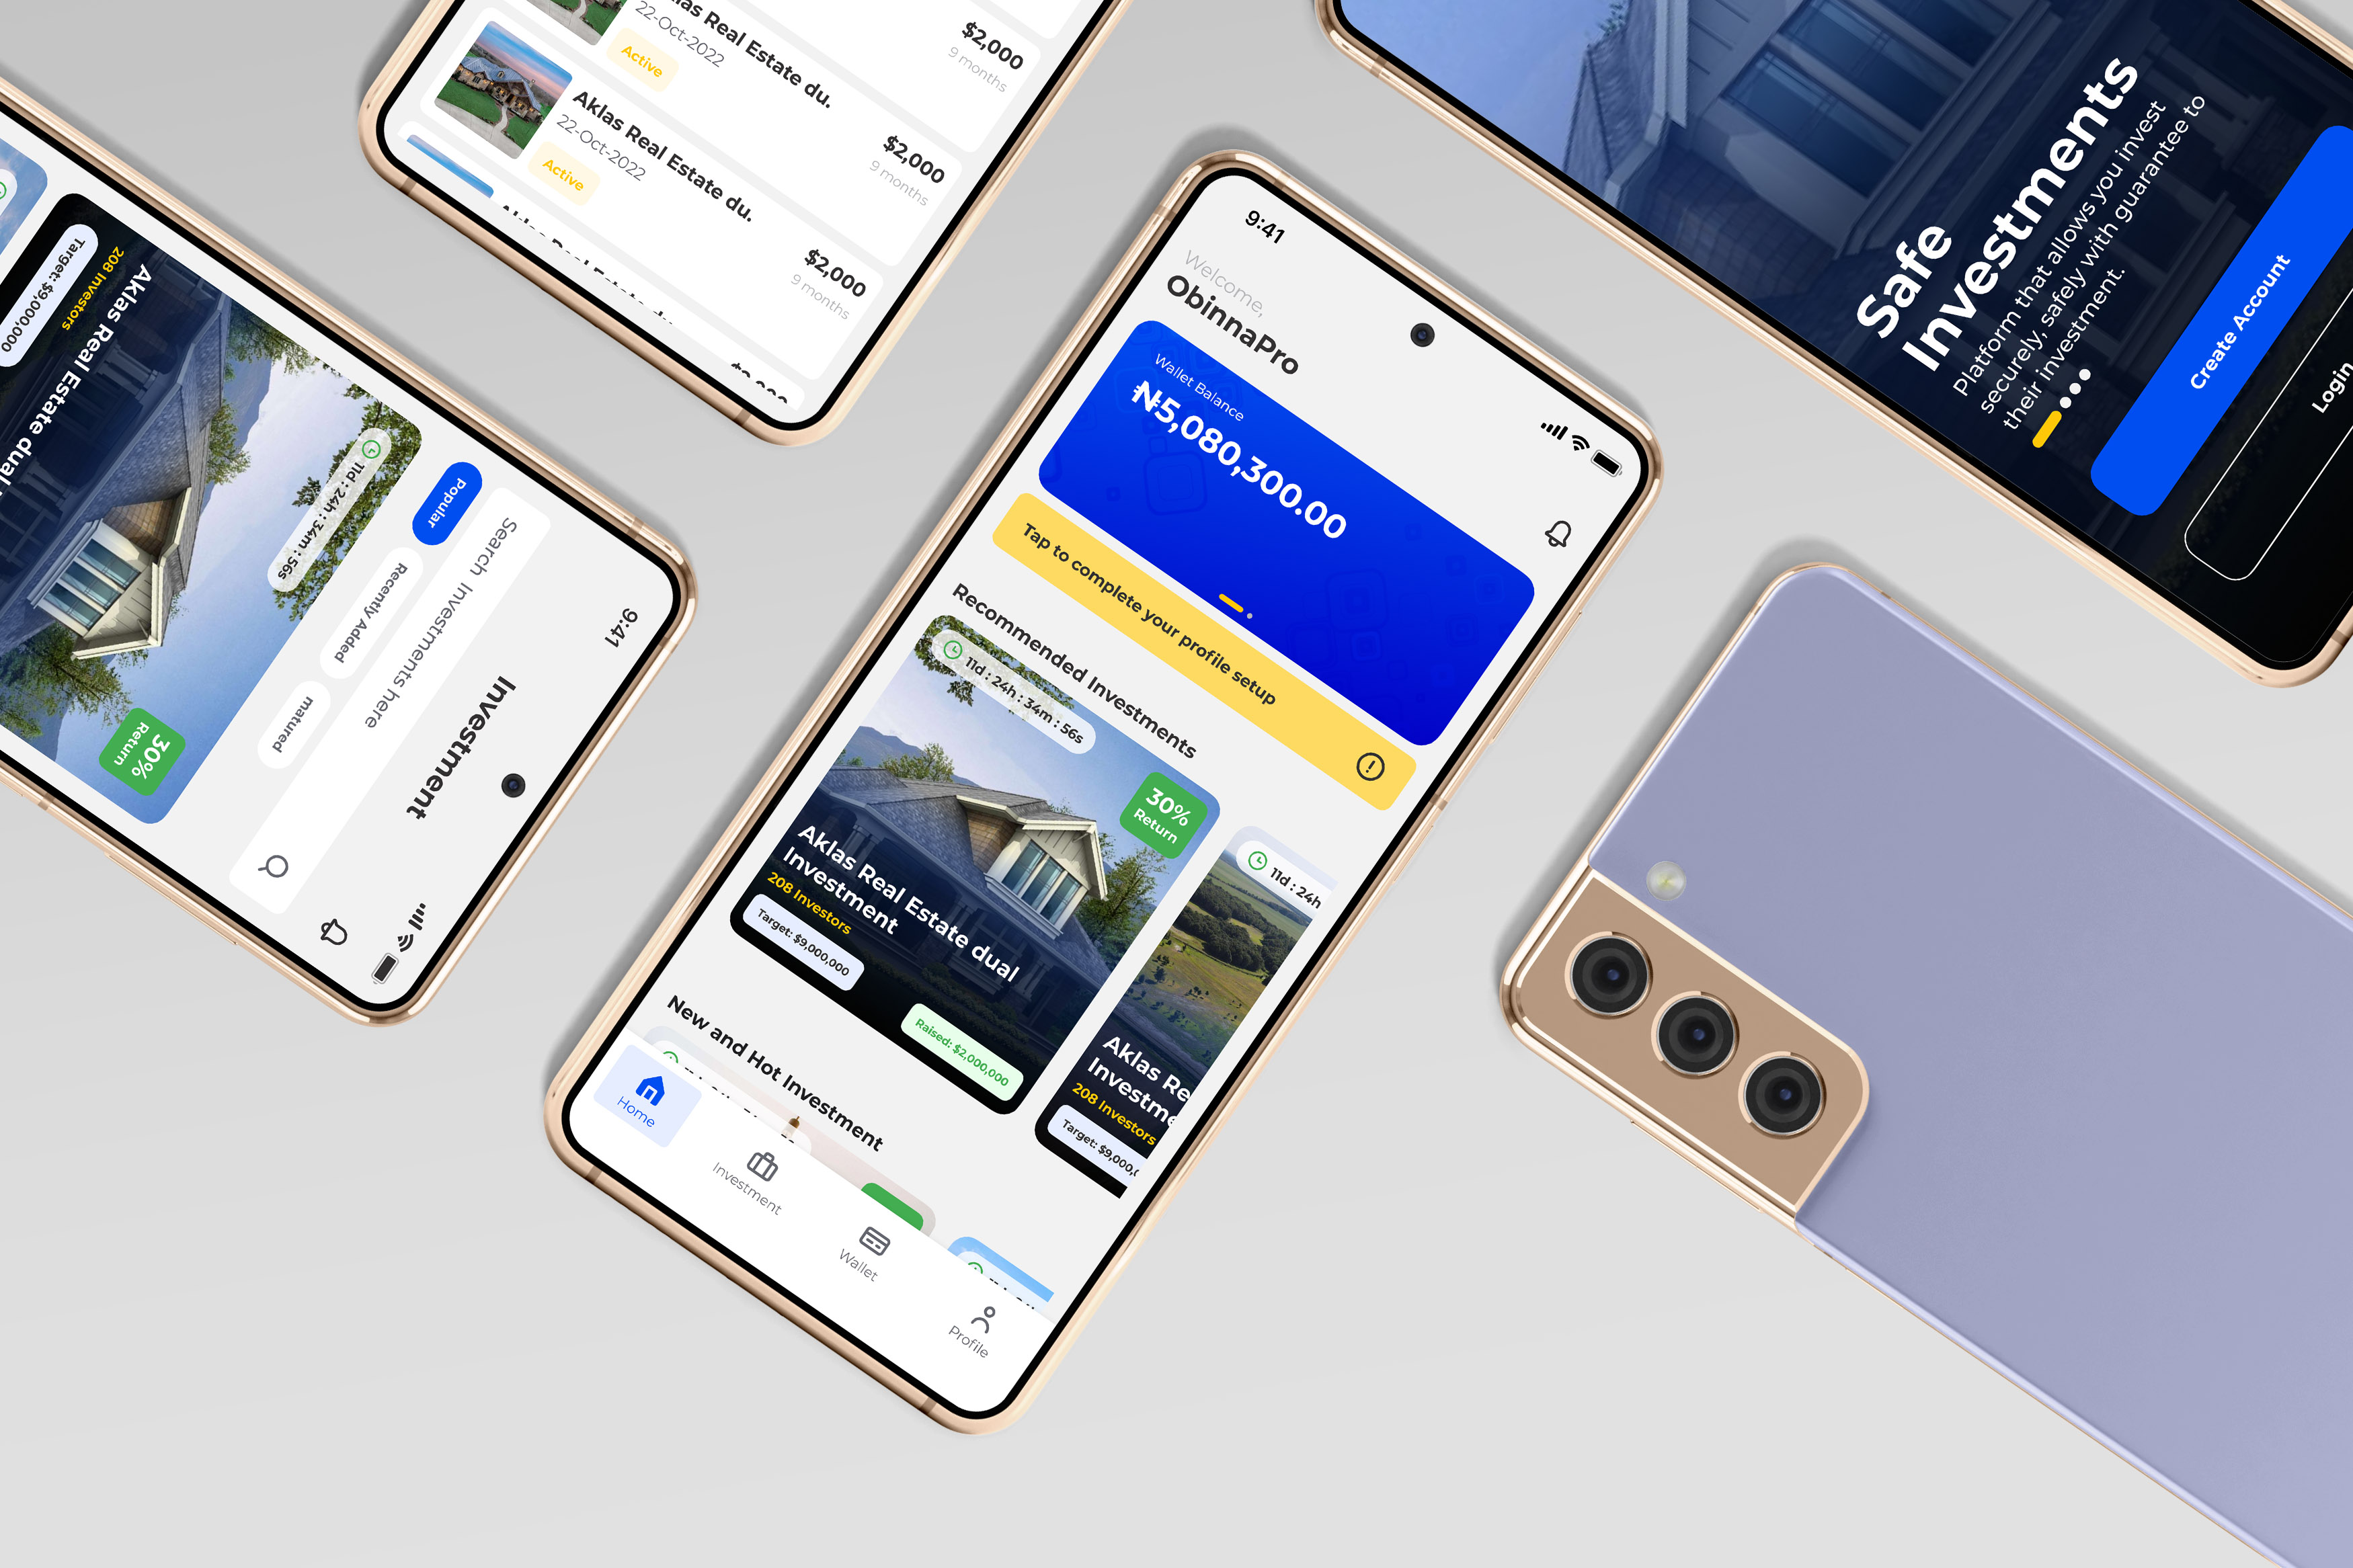 Real Estate du.
22-Oct-2022
Active
$2,000
9 months
Aklas Real Estate du.
22-Oct-2022
Active
$2,000
9 months
$2,000
9 months
Safe
Investments
Platform that allows you invest
securely, safely with guarantee to
their investment.
Create Account
Login
9:41
Investment
Search Investments here
Popular
Recently Added
matured
11d : 24h : 34m : 56s
30%
Return
Aklas Real Estate dual
208 Investors
Target: $9,000,000
9:41
Welcome,
ObinnaPro
Wallet Balance
₦5,080,300.00
Tap to complete your profile setup
Recommended Investments
11d : 24h : 34m : 56s
30%
Return
Aklas Real Estate dual
Investment
208 Investors
Target: $9,000,000
Raised: $2,000,000
11d : 24h
Aklas Re
Investme
208 Investors
Target: $9,000,0
New and Hot Investment
Home
Investment
Wallet
Profile